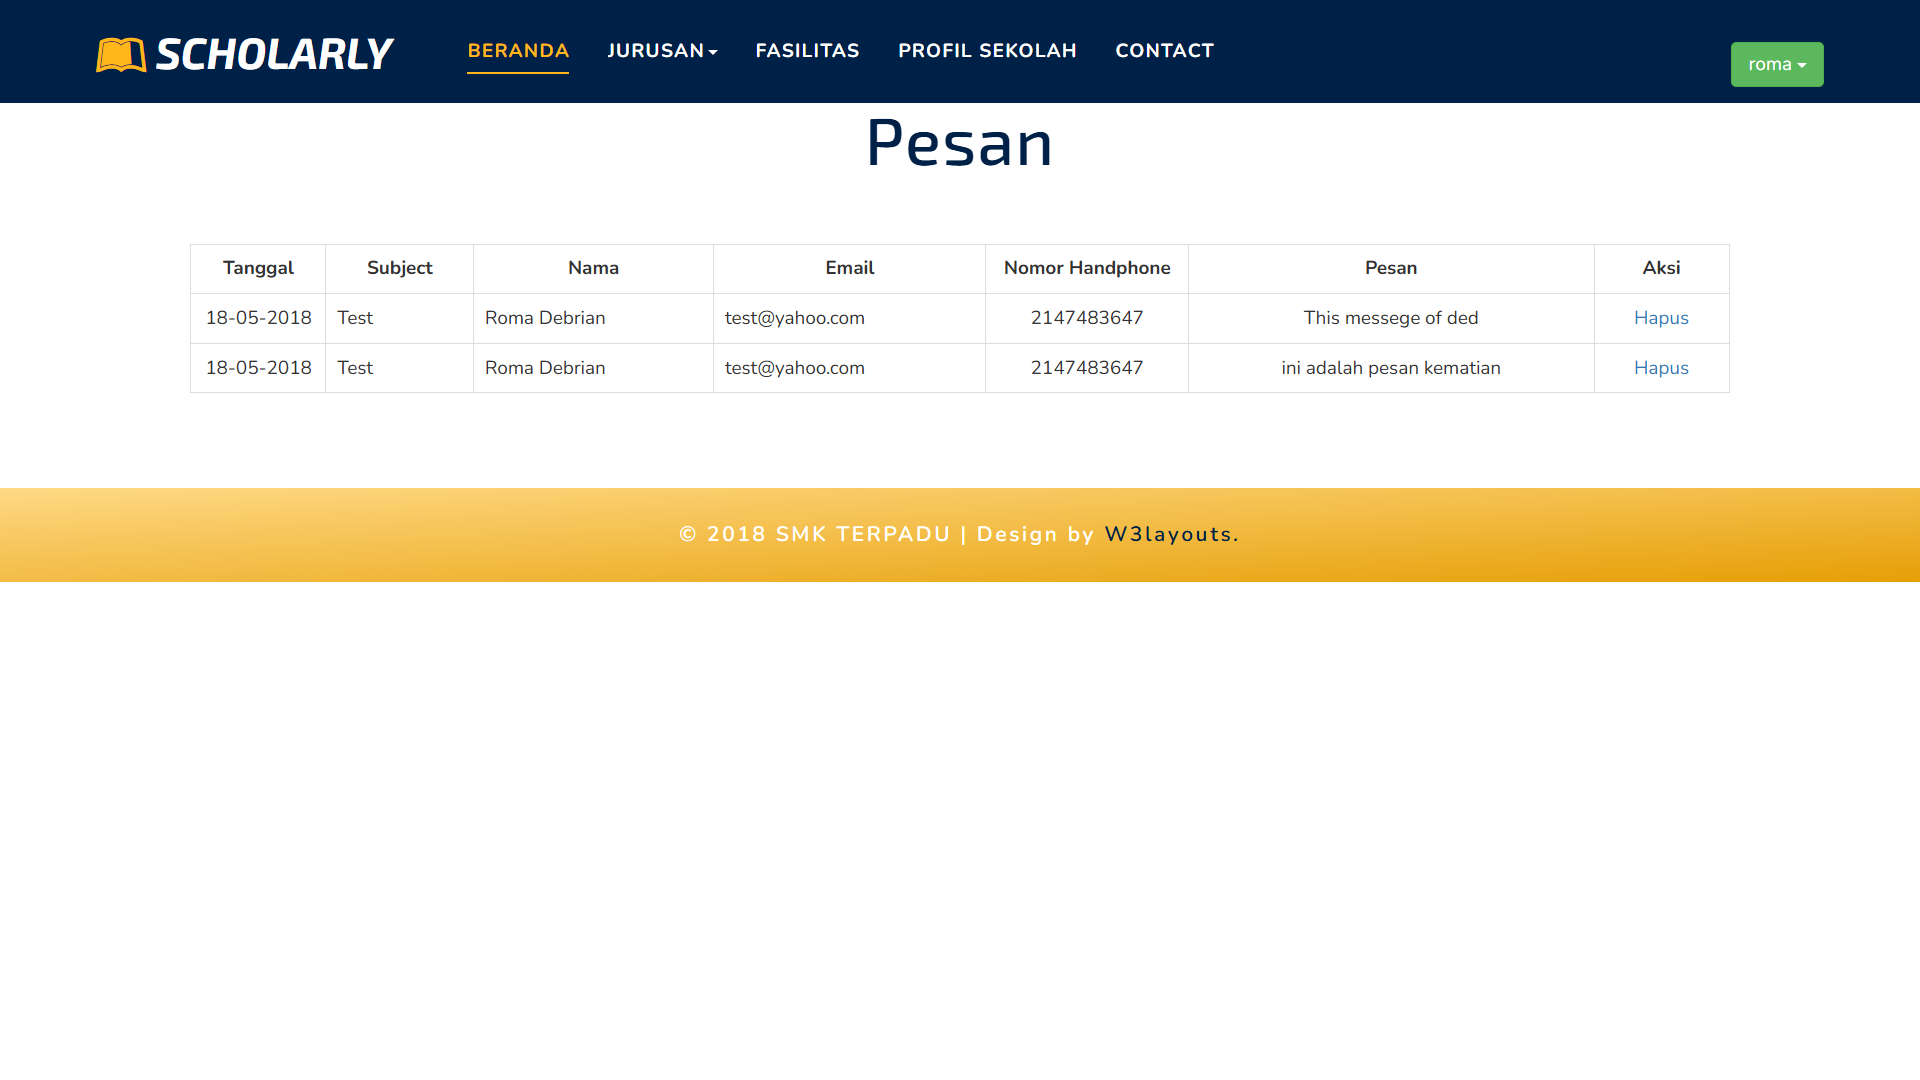 SCHOLARLY BERANDA JURUSAN FASILITAS PROFIL SEKOLAH CONTACT roma
Pesan
Tanggal Subject Nama Email Nomor Handphone Pesan Aksi
18-05-2018 Test Roma Debrian test@yahoo.com 2147483647 This messege of ded Hapus
18-05-2018 Test Roma Debrian test@yahoo.com 2147483647 ini adalah pesan kematian Hapus
© 2018 SMK TERPADU | Design by W3layouts.